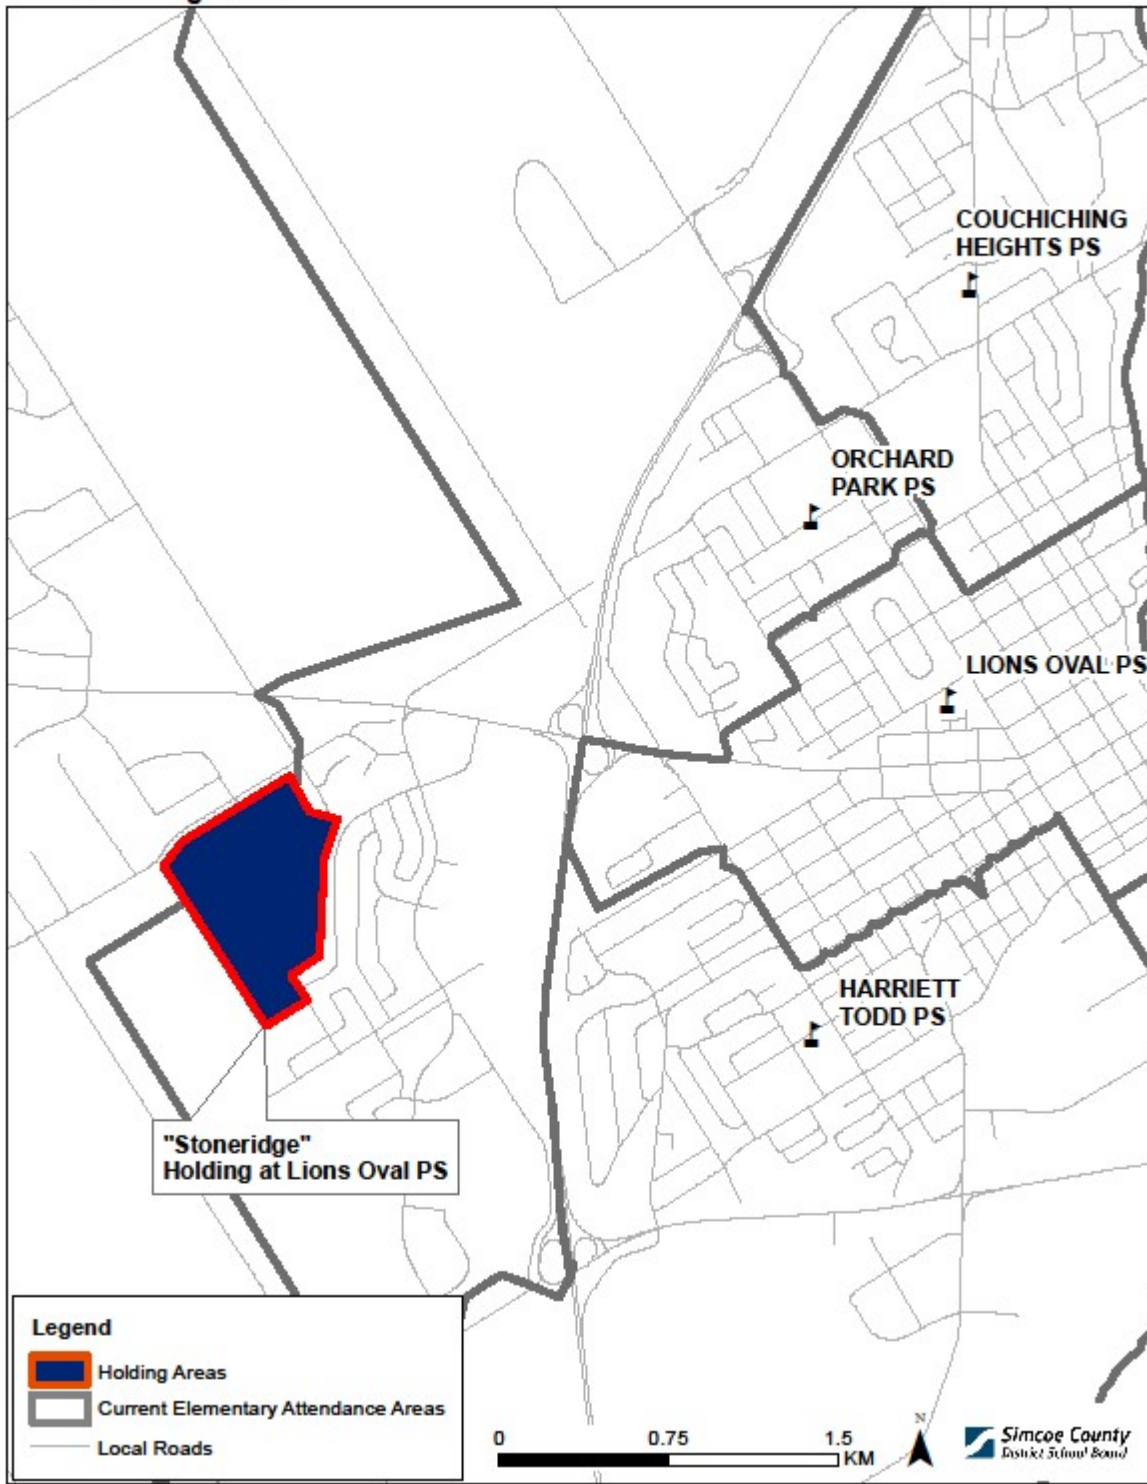 COUCHICHING
HEIGHTS PS
ORCHARD
PARK PS
LIONS OVAL PS
HARRIETT
TODD PS
"Stoneridge"
Holding at Lions Oval PS
Legend
Holding Areas
Current Elementary Attendance Areas
Local Roads
0 0.75 1.5
KM
N
Simcoe County
District School Board